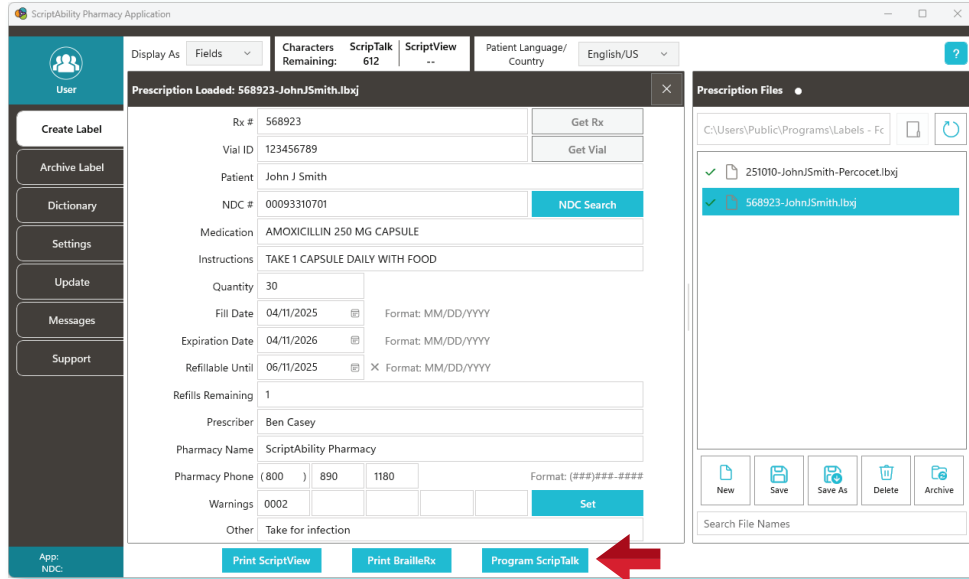 ScriptAbility Pharmacy Application
User
Create Label
Archive Label
Dictionary
Settings
Update
Messages
Support
App:
NDC:
Display As Fields
Characters Remaining: ScripTalk 612 ScriptView --
Patient Language/ Country English/US
?
Prescription Loaded: 568923-JohnJSmith.lbxj
Rx # 568923 Get Rx
Vial ID 123456789 Get Vial
Patient John J Smith
NDC # 00093310701 NDC Search
Medication AMOXICILLIN 250 MG CAPSULE
Instructions TAKE 1 CAPSULE DAILY WITH FOOD
Quantity 30
Fill Date 04/11/2025 Format: MM/DD/YYYY
Expiration Date 04/11/2026 Format: MM/DD/YYYY
Refillable Until 06/11/2025 Format: MM/DD/YYYY
Refills Remaining 1
Prescriber Ben Casey
Pharmacy Name ScriptAbility Pharmacy
Pharmacy Phone (800) 890 1180 Format: (###)###-####
Warnings 0002 Set
Other Take for infection
Print ScriptView Print BrailleRx Program ScripTalk
Prescription Files
C:\Users\Public\Programs\Labels - Fc
251010-JohnJSmith-Percocet.lbxj
568923-JohnJSmith.lbxj
New Save Save As Delete Archive
Search File Names